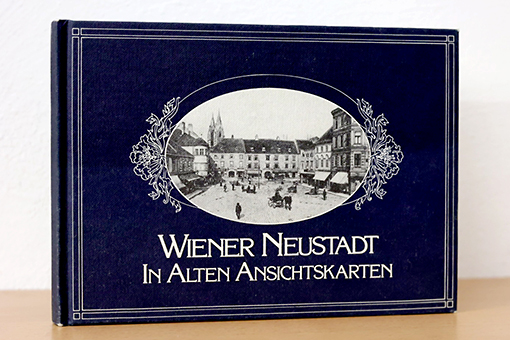 WIENER NEUSTADT
IN ALTEN ANSICHTSKARTEN